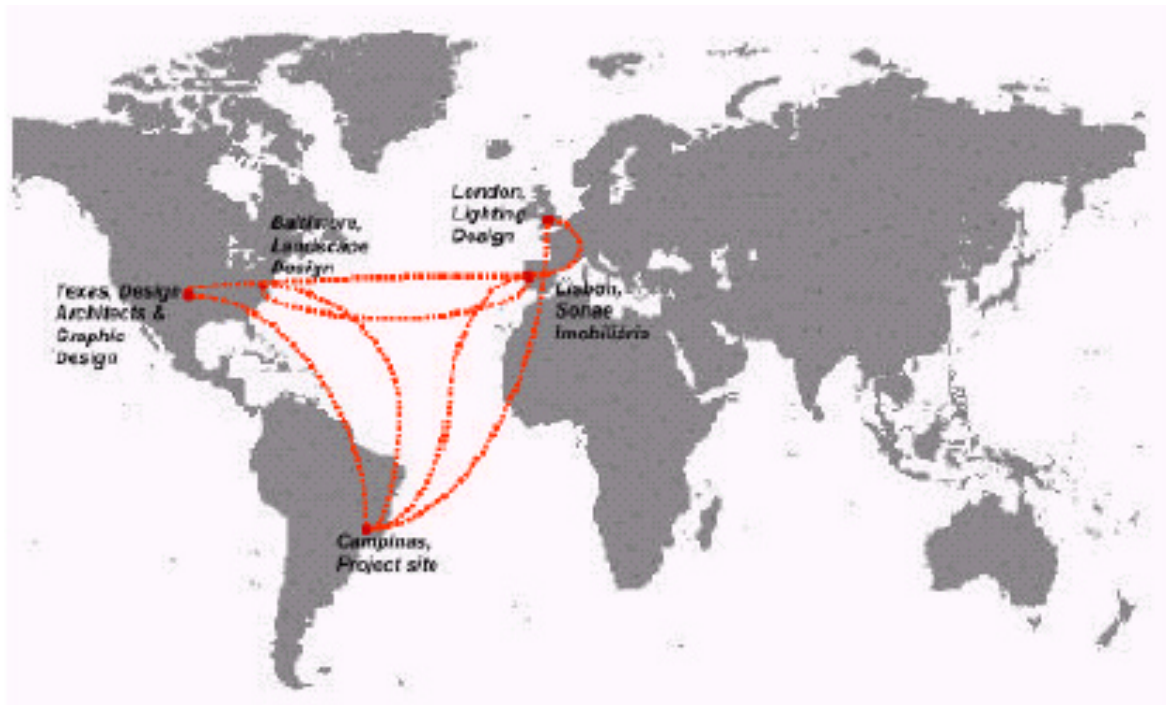 London,
Lighting
Design
Baltimore,
Landscape
Design
Texas, Design
Architects &
Graphic
Design
Lisbon,
Sonae
Imobiliária
Campinas,
Project site